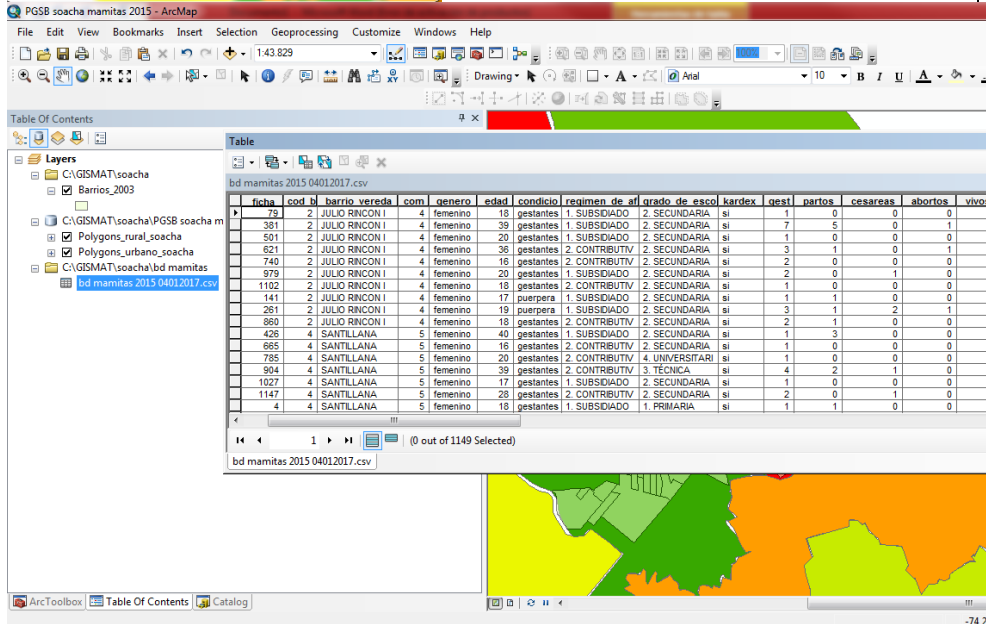 PGSB soacha mamitas 2015 - ArcMap
File Edit View Bookmarks Insert Selection Geoprocessing Customize Windows Help
1:43.829
100%
Drawing Arial 10 B I U A
Table Of Contents
Layers
C:\GISMAT\soacha
Barrios_2003
C:\GISMAT\soacha\PGSB soacha m
Polygons_rural_soacha
Polygons_urbano_soacha
C:\GISMAT\soacha\bd mamitas
bd mamitas 2015 04012017.csv
Table
bd mamitas 2015 04012017.csv
ficha cod b barrio vereda com genero edad condicio regimen de af grado de esco kardex gest partos cesareas abortos vivos
79 2 JULIO RINCON I 4 femenino 18 gestantes 1. SUBSIDIADO 2. SECUNDARIA si 1 0 0 0
381 2 JULIO RINCON I 4 femenino 39 gestantes 1. SUBSIDIADO 2. SECUNDARIA si 7 5 0 1
501 2 JULIO RINCON I 4 femenino 20 gestantes 1. SUBSIDIADO 2. SECUNDARIA si 1 0 0 0
621 2 JULIO RINCON I 4 femenino 36 gestantes 2. CONTRIBUTIV 2. SECUNDARIA si 3 1 0 1
740 2 JULIO RINCON I 4 femenino 16 gestantes 2. CONTRIBUTIV 2. SECUNDARIA si 2 0 0 0
979 2 JULIO RINCON I 4 femenino 20 gestantes 1. SUBSIDIADO 2. SECUNDARIA si 2 0 1 0
1102 2 JULIO RINCON I 4 femenino 18 gestantes 2. CONTRIBUTIV 2. SECUNDARIA si 1 0 0 0
141 2 JULIO RINCON I 4 femenino 17 puerpera 1. SUBSIDIADO 2. SECUNDARIA si 1 1 0 0
261 2 JULIO RINCON I 4 femenino 19 puerpera 1. SUBSIDIADO 2. SECUNDARIA si 3 1 2 1
860 2 JULIO RINCON I 4 femenino 18 gestantes 2. CONTRIBUTIV 2. SECUNDARIA si 2 1 0 0
426 4 SANTILLANA 5 femenino 40 gestantes 1. SUBSIDIADO 2. SECUNDARIA si 1 3 0 0
665 4 SANTILLANA 5 femenino 16 gestantes 2. CONTRIBUTIV 2. SECUNDARIA si 1 0 0 0
785 4 SANTILLANA 5 femenino 20 gestantes 2. CONTRIBUTIV 4. UNIVERSITARI si 1 0 0 0
904 4 SANTILLANA 5 femenino 39 gestantes 2. CONTRIBUTIV 3. TÉCNICA si 4 2 1 0
1027 4 SANTILLANA 5 femenino 17 gestantes 1. SUBSIDIADO 2. SECUNDARIA si 1 0 0 0
1147 4 SANTILLANA 5 femenino 28 gestantes 2. CONTRIBUTIV 2. SECUNDARIA si 2 0 1 0
4 4 SANTILLANA 5 femenino 18 gestantes 1. SUBSIDIADO 1. PRIMARIA si 1 1 0 0
1 (0 out of 1149 Selected)
bd mamitas 2015 04012017.csv
ArcToolbox Table Of Contents Catalog
-74,2